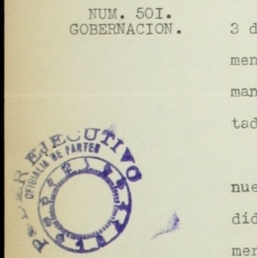 NUM. 50I.
GOBERNACION.
3 d
men
man
tad
PODER EJECUTIVO
OFICIALIA DE PARTES
nue
did
men